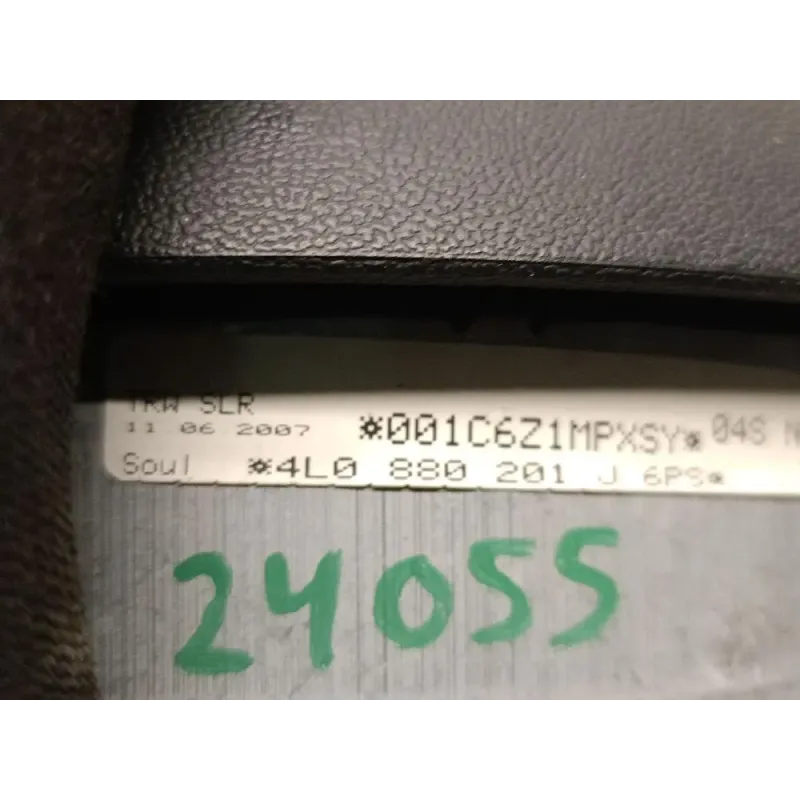 TRW SLR
11 06 2007 *001C6Z1MPXSY* 04S
Soul *4L0 880 201 J 6PS*
24055